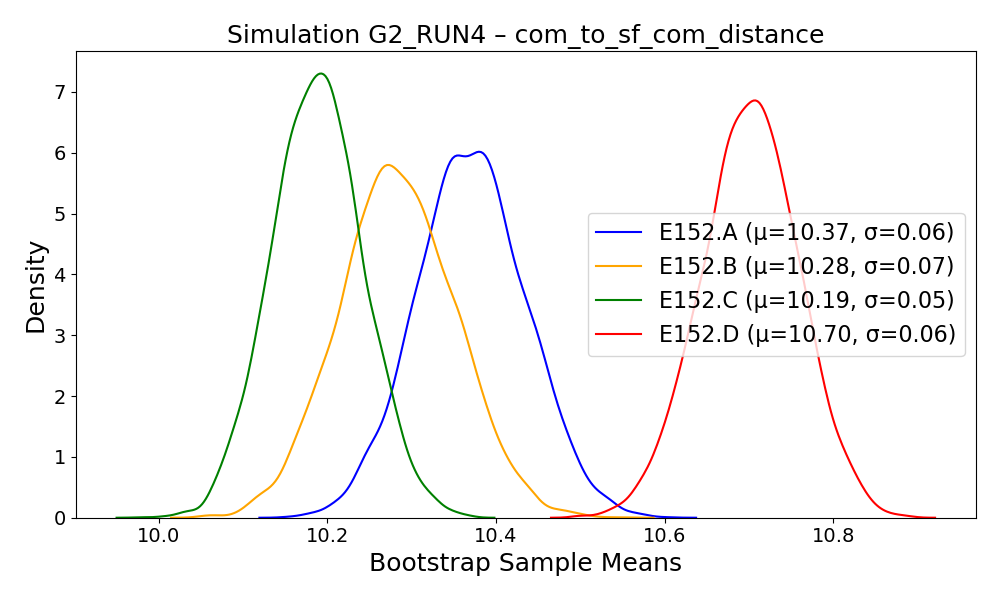 Simulation G2_RUN4 – com_to_sf_com_distance
Density
7
6
5
4
3
2
1
0
E152.A (μ=10.37, σ=0.06)
E152.B (μ=10.28, σ=0.07)
E152.C (μ=10.19, σ=0.05)
E152.D (μ=10.70, σ=0.06)
10.0 10.2 10.4 10.6 10.8
Bootstrap Sample Means